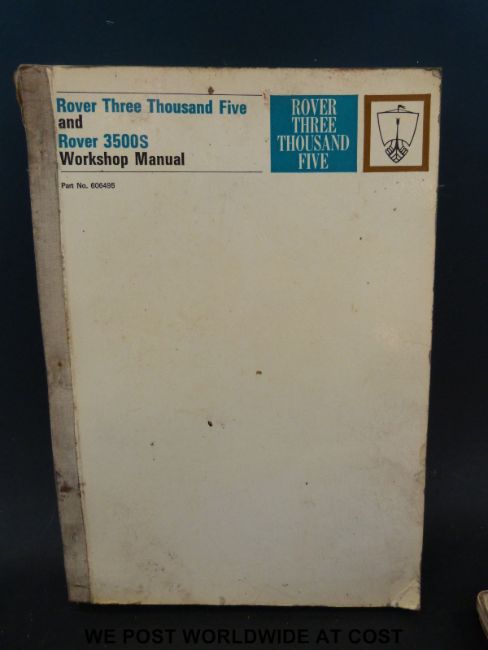 Rover Three Thousand Five
and
Rover 3500S
Workshop Manual
Part No. 606495
ROVER
THREE
THOUSAND
FIVE
WE POST WORLDWIDE AT COST